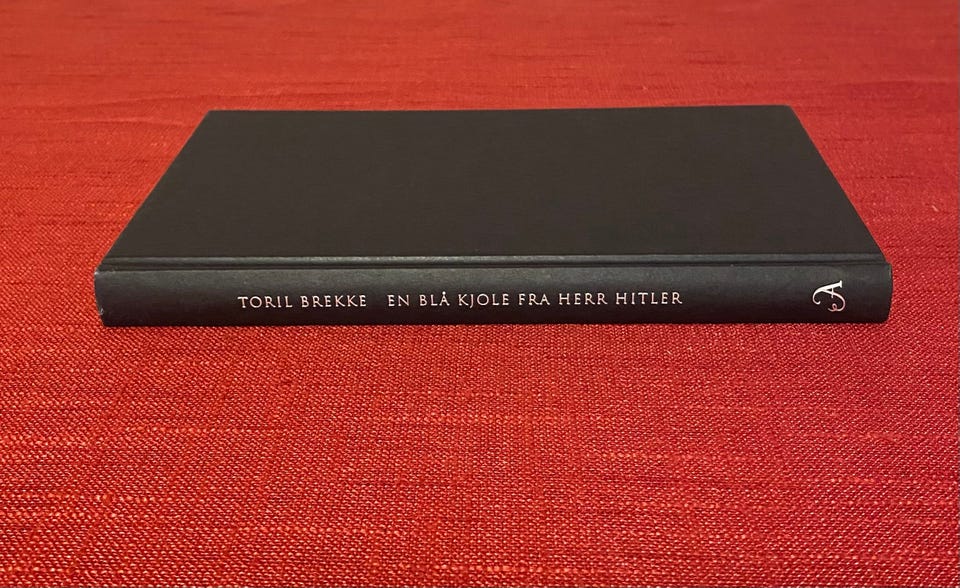 TORIL BREKKE EN BLÅ KJOLE FRA HERR HITLER A